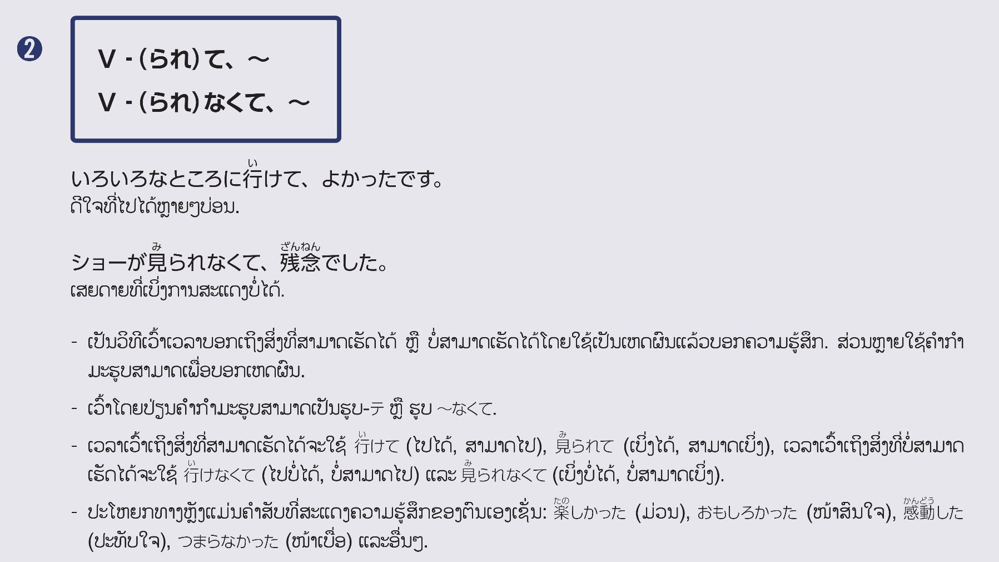 2
V -(られ)て、～
V -(られ)なくて、～
い
いろいろなところに行けて、よかったです。
ດີໃຈທີ່ໄປໄດ້ຫຼາຍໆບ່ອນ.
み ざんねん
ショーが見られなくて、残念でした。
ເສຍດາຍທີ່ເບິ່ງການສະແດງບໍ່ໄດ້.
- ເປັນວິທີເວົ້າເວລາບອກເຖິງສິ່ງທີ່ສາມາດເຮັດໄດ້ ຫຼື ບໍ່ສາມາດເຮັດໄດ້ໂດຍໃຊ້ເປັນເຫດຜົນແລ້ວບອກຄວາມຮູ້ສຶກ. ສ່ວນຫຼາຍໃຊ້ຄຳກຳ
ມະຮູບສາມາດເພື່ອບອກເຫດຜົນ.
- ເວົ້າໂດຍປ່ຽນຄຳກຳມະຮູບສາມາດເປັນຮູບ-テ ຫຼື ຮູບ ～なくて.
い み
- ເວລາເວົ້າເຖິງສິ່ງທີ່ສາມາດເຮັດໄດ້ຈະໃຊ້ 行けて (ໄປໄດ້, ສາມາດໄປ), 見られて (ເບິ່ງໄດ້, ສາມາດເບິ່ງ), ເວລາເວົ້າເຖິງສິ່ງທີ່ບໍ່ສາມາດ
い み
ເຮັດໄດ້ຈະໃຊ້ 行けなくて (ໄປບໍ່ໄດ້, ບໍ່ສາມາດໄປ) ແລະ 見られなくて (ເບິ່ງບໍ່ໄດ້, ບໍ່ສາມາດເບິ່ງ).
たの かんどう
- ປະໂຫຍກທາງຫຼັງແມ່ນຄຳສັບທີ່ສະແດງຄວາມຮູ້ສຶກຂອງຕົນເອງເຊັ່ນ: 楽しかった (ມ່ວນ), おもしろかった (ໜ້າສົນໃຈ), 感動した
(ປະທັບໃຈ), つまらなかった (ໜ້າເບື່ອ) ແລະອື່ນໆ.